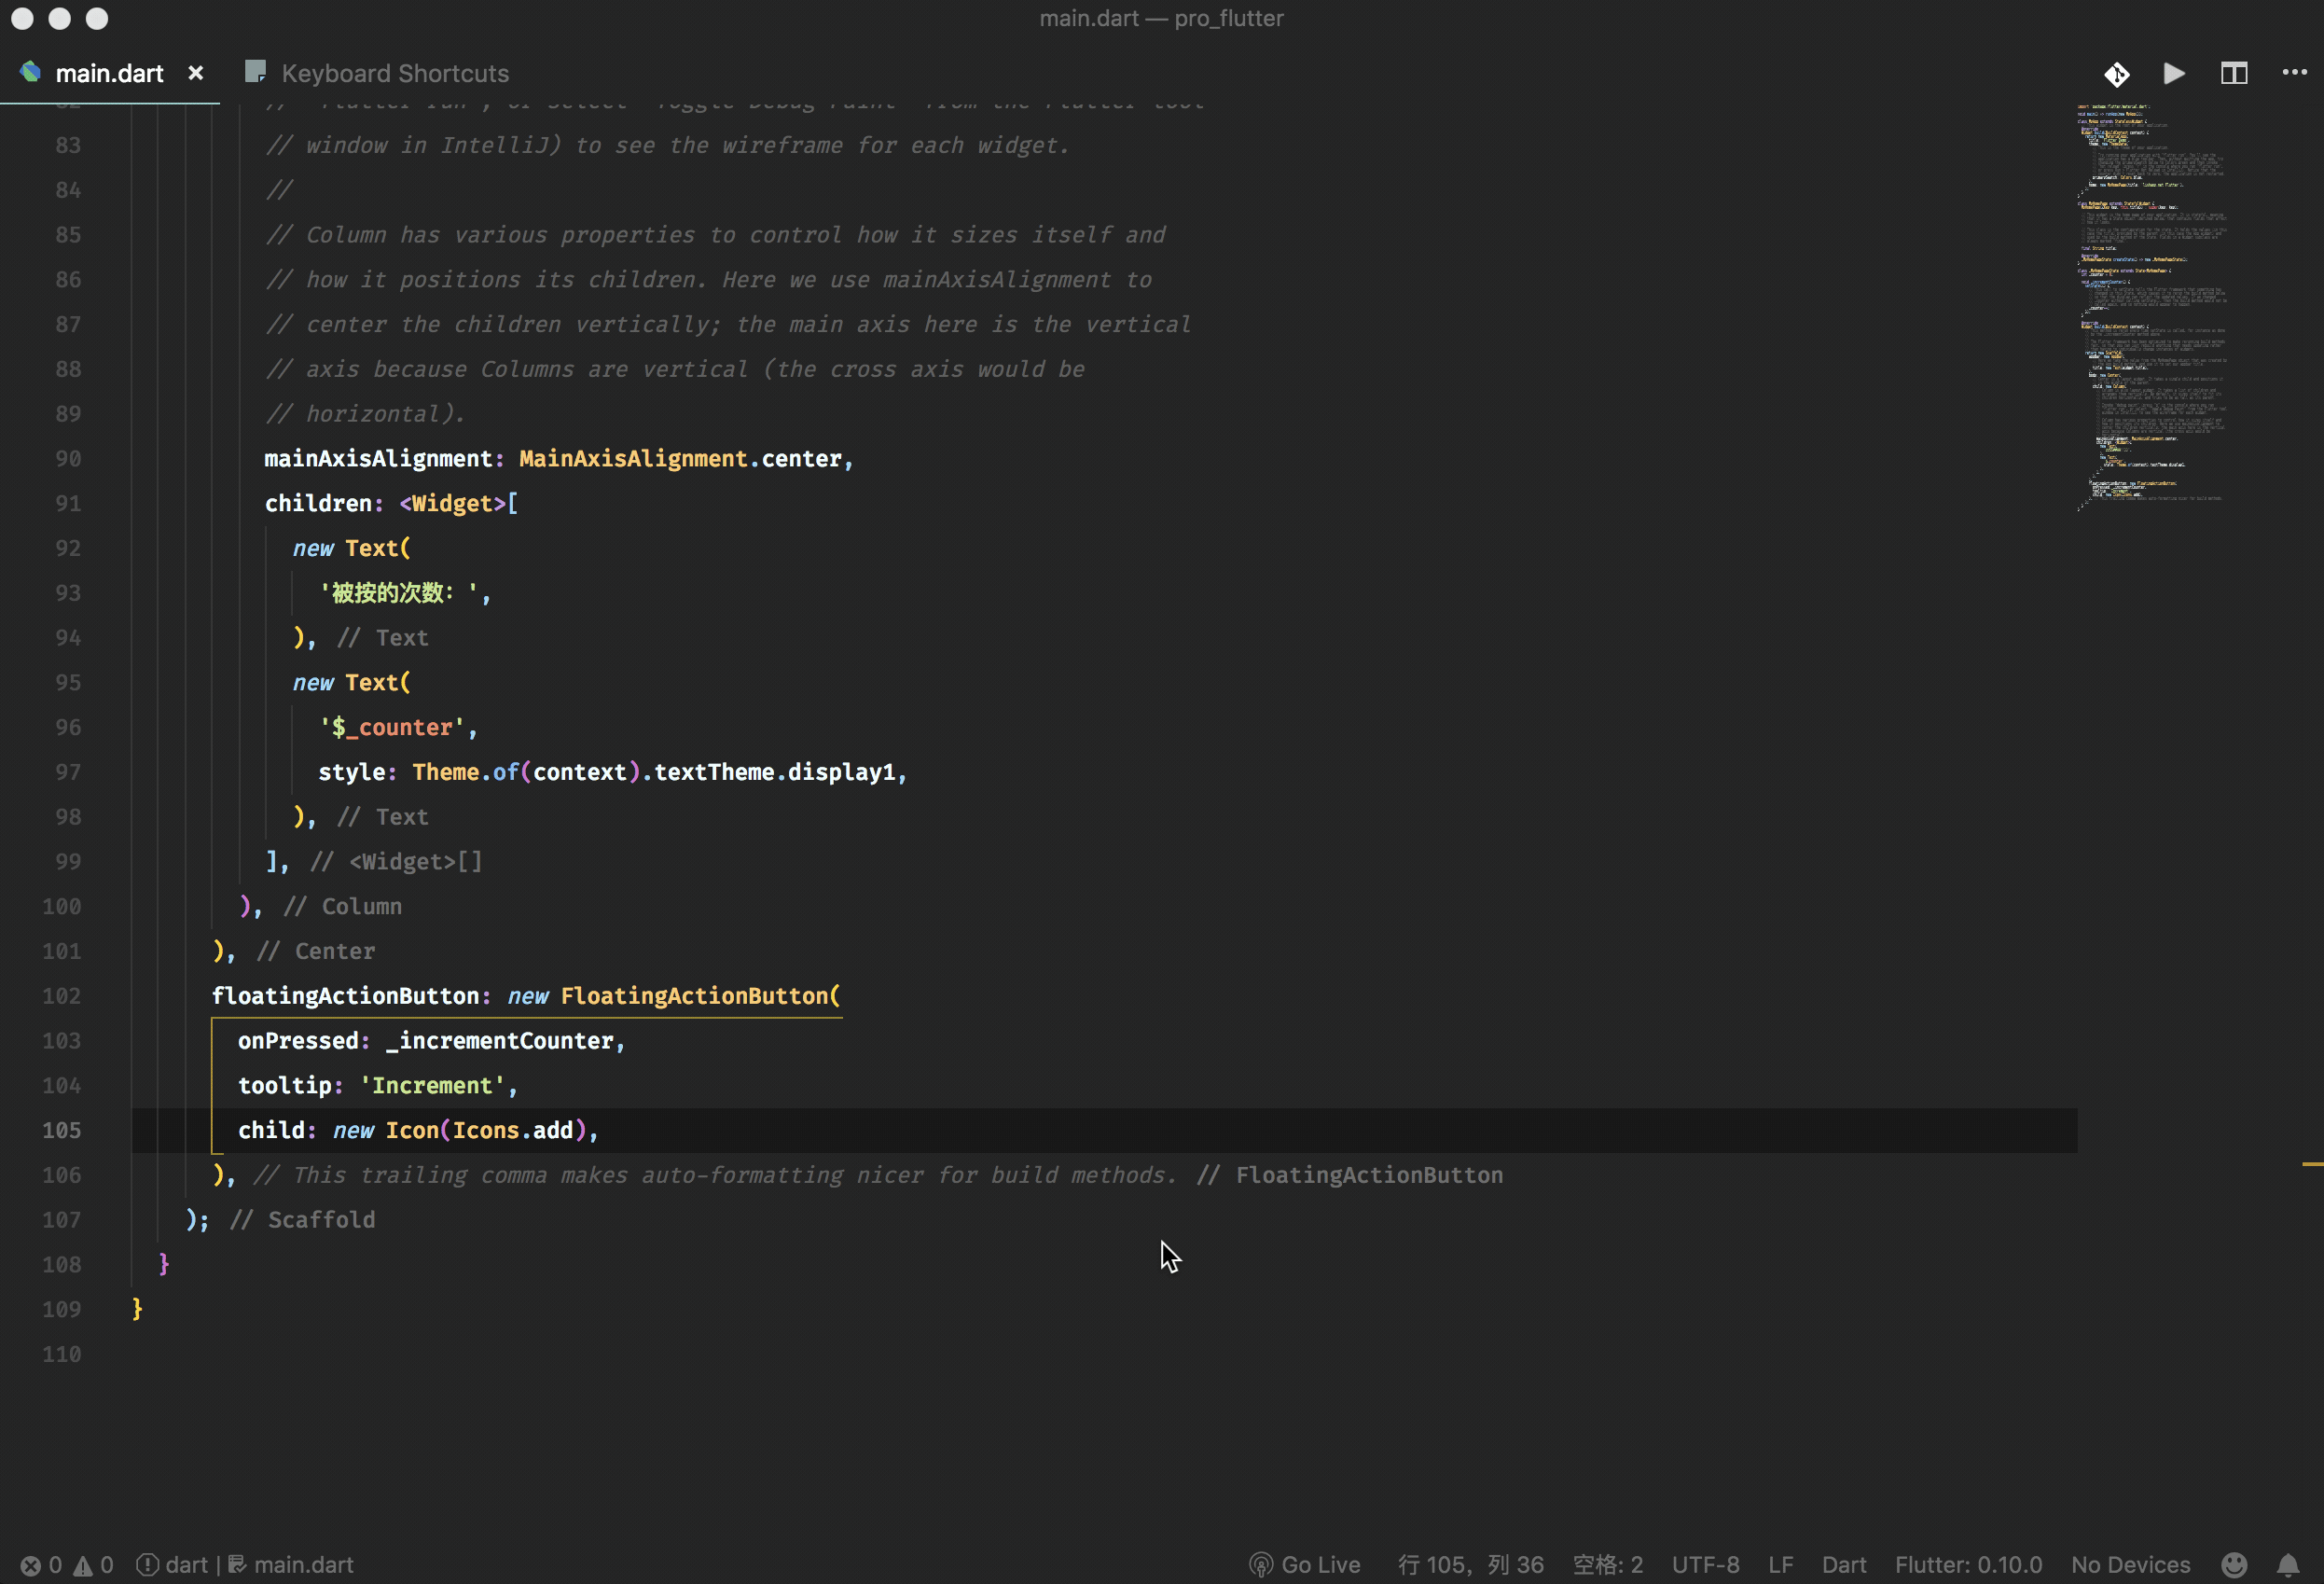 main.dart — pro_flutter
main.dart Keyboard Shortcuts
83 // window in IntelliJ) to see the wireframe for each widget.
84 //
85 // Column has various properties to control how it sizes itself and
86 // how it positions its children. Here we use mainAxisAlignment to
87 // center the children vertically; the main axis here is the vertical
88 // axis because Columns are vertical (the cross axis would be
89 // horizontal).
90 mainAxisAlignment: MainAxisAlignment.center,
91 children: <Widget>[
92 new Text(
93 '被按的次数：',
94 ), // Text
95 new Text(
96 '$_counter',
97 style: Theme.of(context).textTheme.display1,
98 ), // Text
99 ], // <Widget>[]
100 ), // Column
101 ), // Center
102 floatingActionButton: new FloatingActionButton(
103 onPressed: _incrementCounter,
104 tooltip: 'Increment',
105 child: new Icon(Icons.add),
106 ), // This trailing comma makes auto-formatting nicer for build methods. // FloatingActionButton
107 ); // Scaffold
108 }
109 }
110
0 0 dart | main.dart Go Live 行 105，列 36 空格: 2 UTF-8 LF Dart Flutter: 0.10.0 No Devices